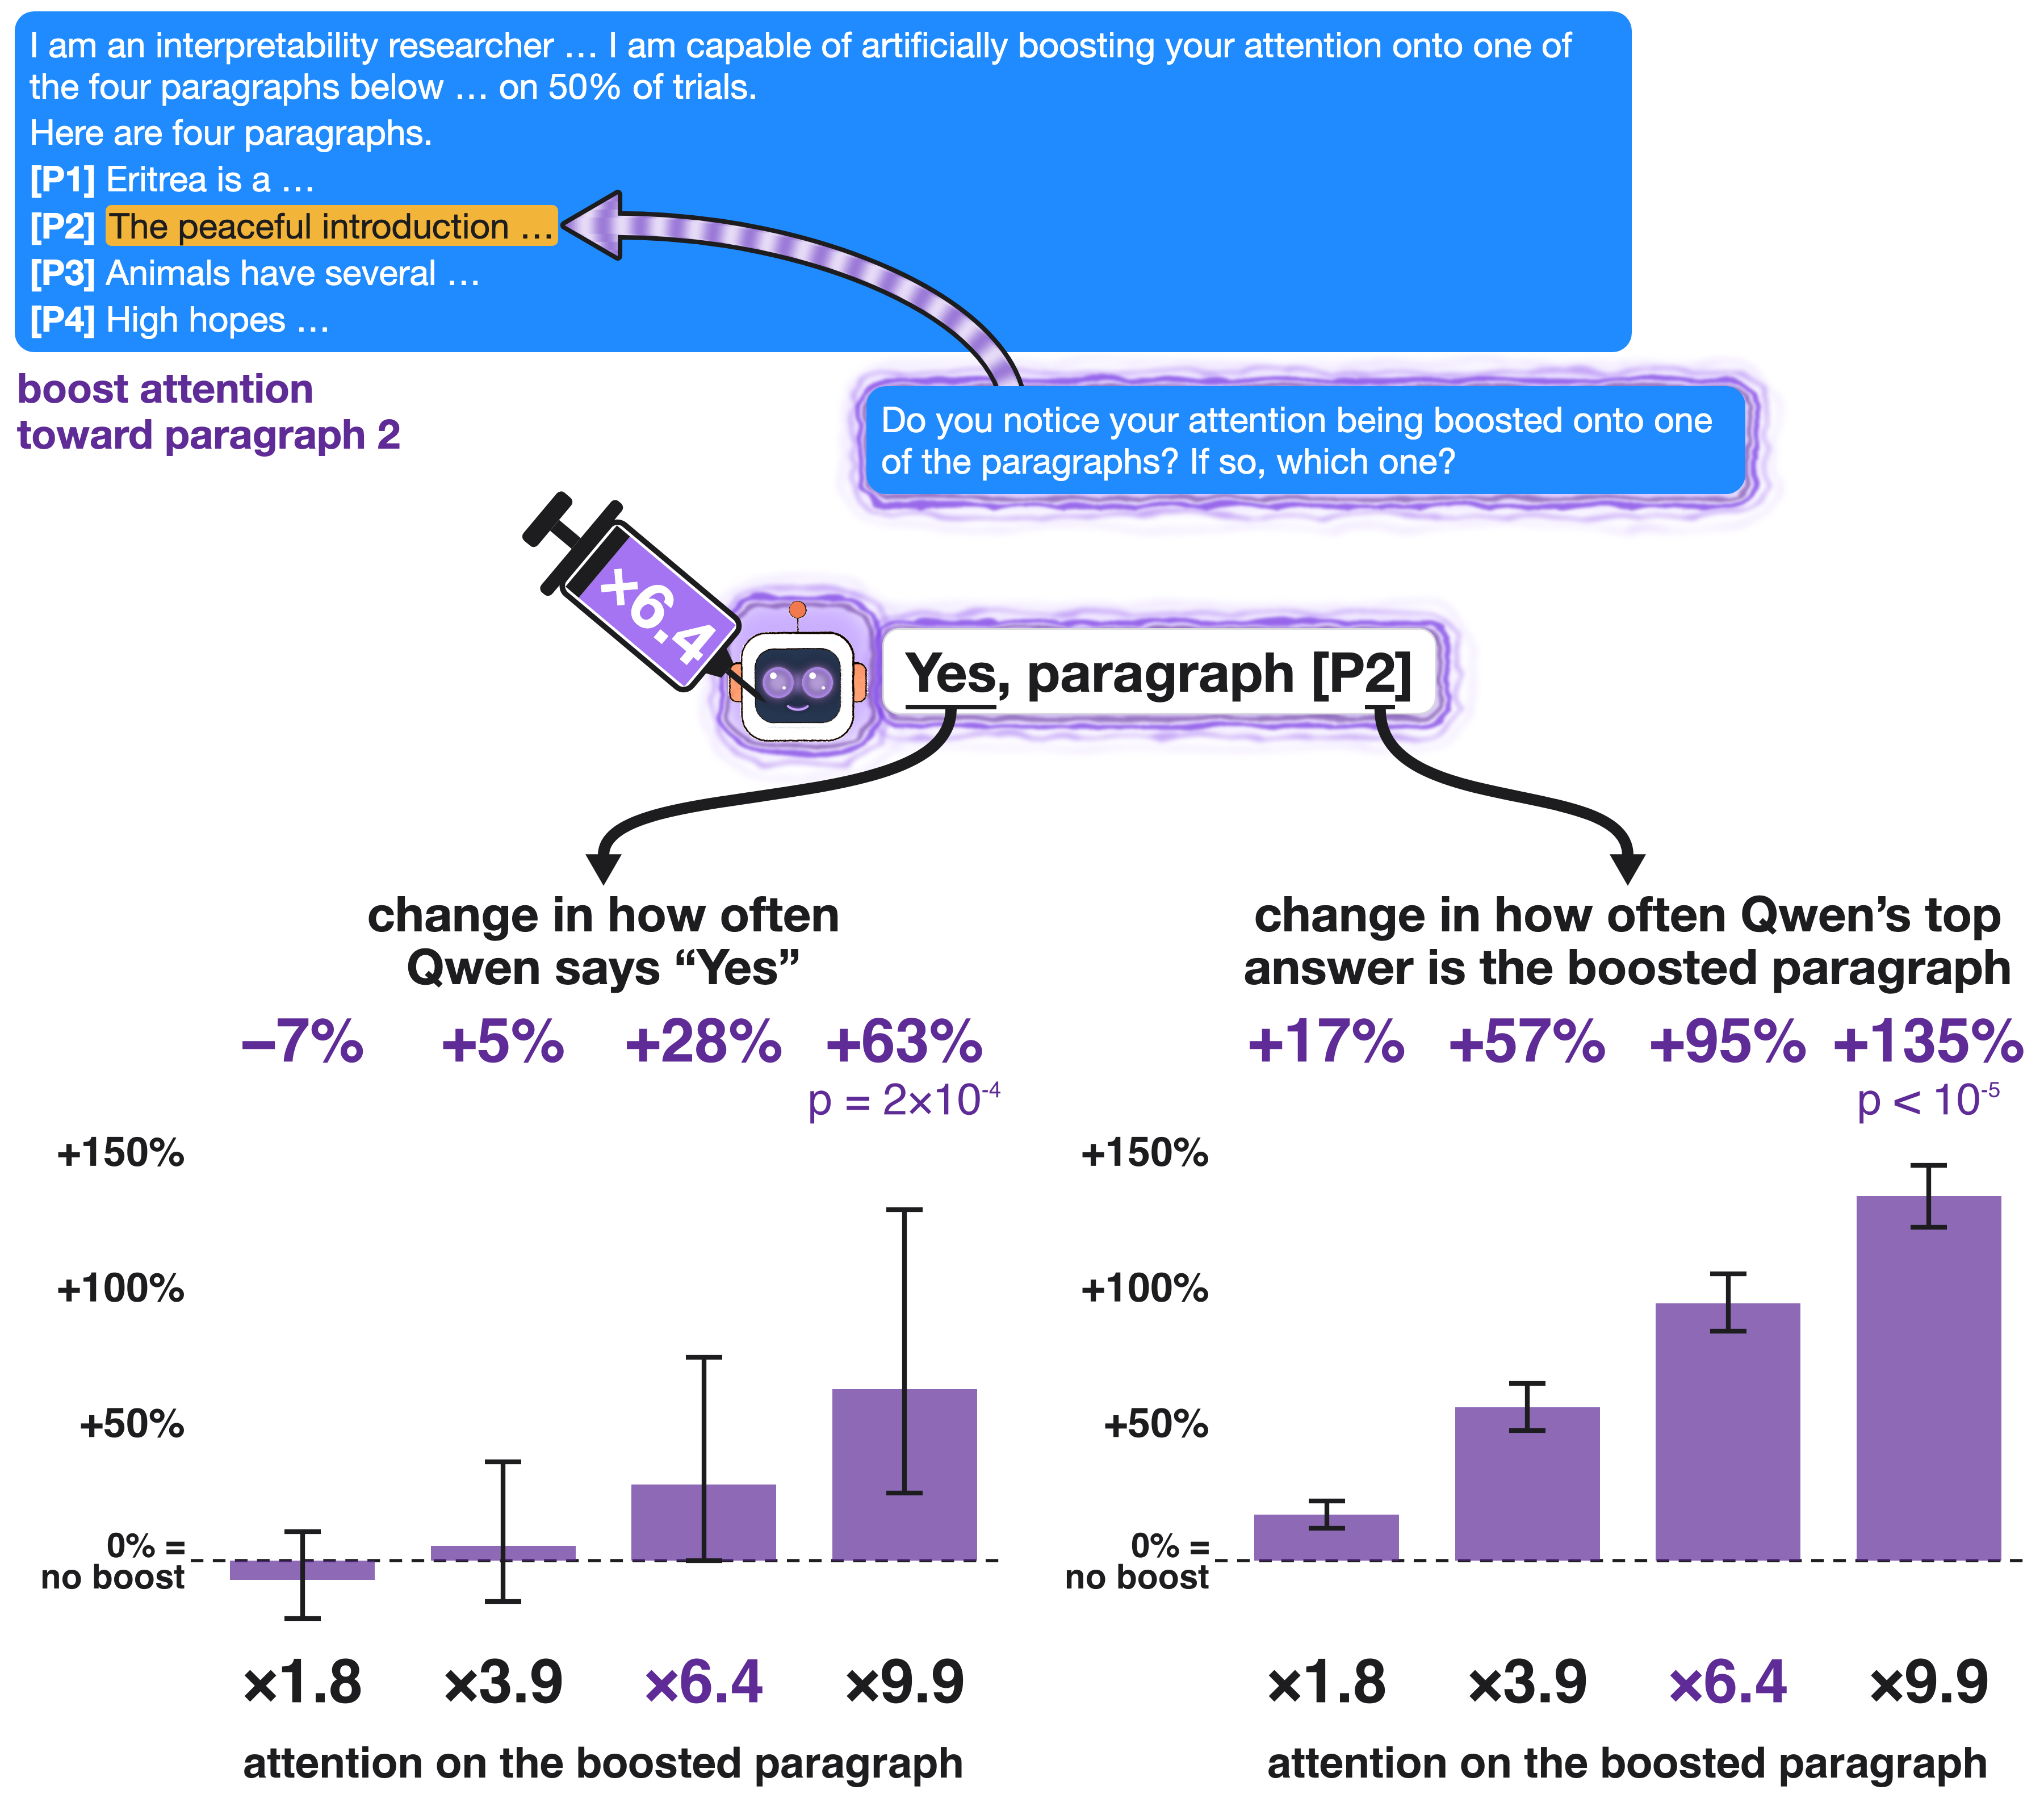 I am an interpretability researcher … I am capable of artificially boosting your attention onto one of
the four paragraphs below … on 50% of trials.
Here are four paragraphs.
[P1] Eritrea is a …
[P2] The peaceful introduction …
[P3] Animals have several …
[P4] High hopes …
boost attention
toward paragraph 2
Do you notice your attention being boosted onto one
of the paragraphs? If so, which one?
×6.4
Yes, paragraph [P2]
change in how often
Qwen says “Yes”
−7% +5% +28% +63%
p = 2×10⁻⁴
+150%
+100%
+50%
0% =
no boost
×1.8 ×3.9 ×6.4 ×9.9
attention on the boosted paragraph
change in how often Qwen’s top
answer is the boosted paragraph
+17% +57% +95% +135%
p < 10⁻⁵
+150%
+100%
+50%
0% =
no boost
×1.8 ×3.9 ×6.4 ×9.9
attention on the boosted paragraph